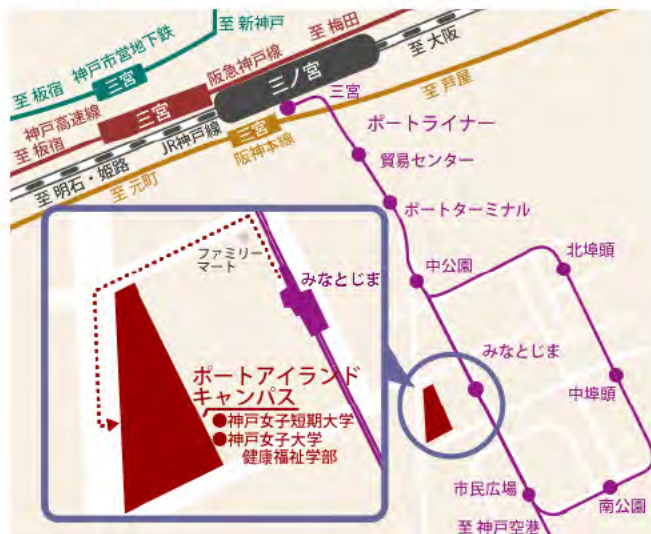 至 新神戸
至 梅田
至 大阪
神戸市営地下鉄
阪急神戸線
三ノ宮
至 板宿
三宮
三宮
至 芦屋
神戸高速線
三宮
ポートライナー
至 板宿
JR神戸線
三宮
阪神本線
貿易センター
至 明石・姫路
至 元町
ポートターミナル
ファミリー
マート
北埠頭
中公園
みなとじま
みなとじま
ポートアイランド
キャンパス
中埠頭
●神戸女子短期大学
●神戸女子大学
健康福祉学部
市民広場
南公園
至 神戸空港